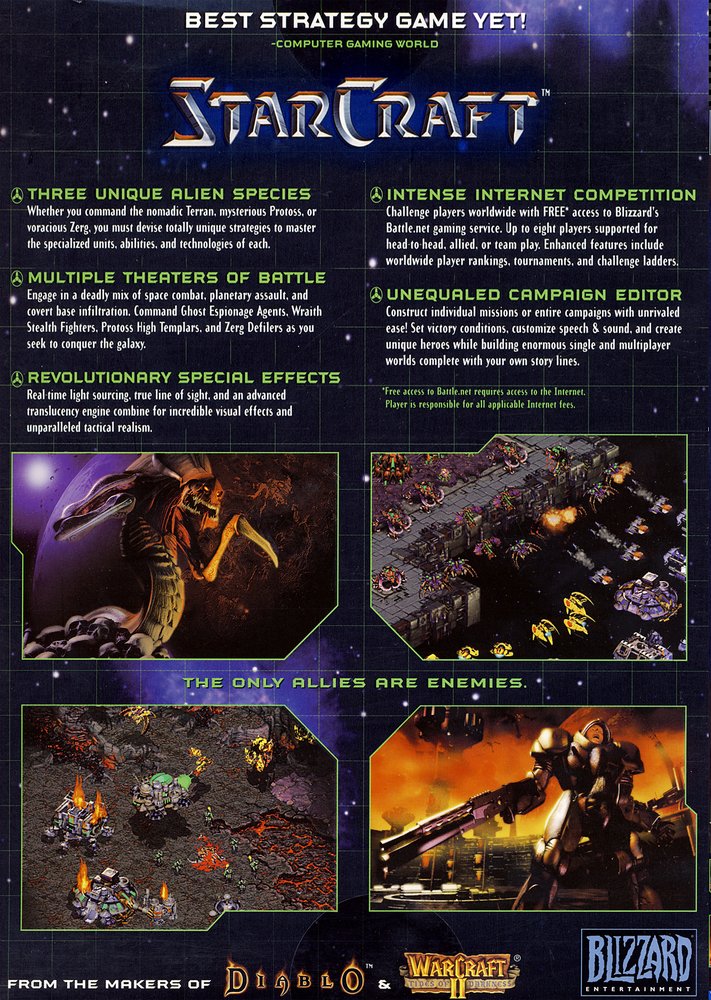 BEST STRATEGY GAME YET!
-COMPUTER GAMING WORLD
STARCRAFT™
THREE UNIQUE ALIEN SPECIES
Whether you command the nomadic Terran, mysterious Protoss, or
voracious Zerg, you must devise totally unique strategies to master
the specialized units, abilities, and technologies of each.
MULTIPLE THEATERS OF BATTLE
Engage in a deadly mix of space combat, planetary assault, and
covert base infiltration. Command Ghost Espionage Agents, Wraith
Stealth Fighters, Protoss High Templars, and Zerg Defilers as you
seek to conquer the galaxy.
REVOLUTIONARY SPECIAL EFFECTS
Real-time light sourcing, true line of sight, and an advanced
translucency engine combine for incredible visual effects and
unparalleled tactical realism.
INTENSE INTERNET COMPETITION
Challenge players worldwide with FREE* access to Blizzard's
Battle.net gaming service. Up to eight players supported for
head-to-head, allied, or team play. Enhanced features include
worldwide player rankings, tournaments, and challenge ladders.
UNEQUALED CAMPAIGN EDITOR
Construct individual missions or entire campaigns with unrivaled
ease! Set victory conditions, customize speech & sound, and create
unique heroes while building enormous single and multiplayer
worlds complete with your own story lines.
*Free access to Battle.net requires access to the Internet.
Player is responsible for all applicable Internet fees.
THE ONLY ALLIES ARE ENEMIES.
FROM THE MAKERS OF DIABLO™ & WARCRAFT® II
TIDES OF DARKNESS
BLIZZARD
ENTERTAINMENT